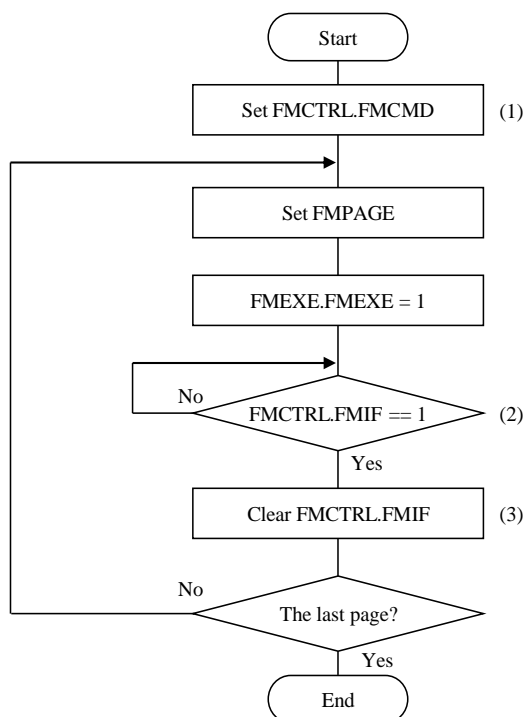 Start
Set FMCTRL.FMCMD
(1)
Set FMPAGE
FMEXE.FMEXE = 1
No
FMCTRL.FMIF == 1
(2)
Yes
Clear FMCTRL.FMIF
(3)
No
The last page?
Yes
End